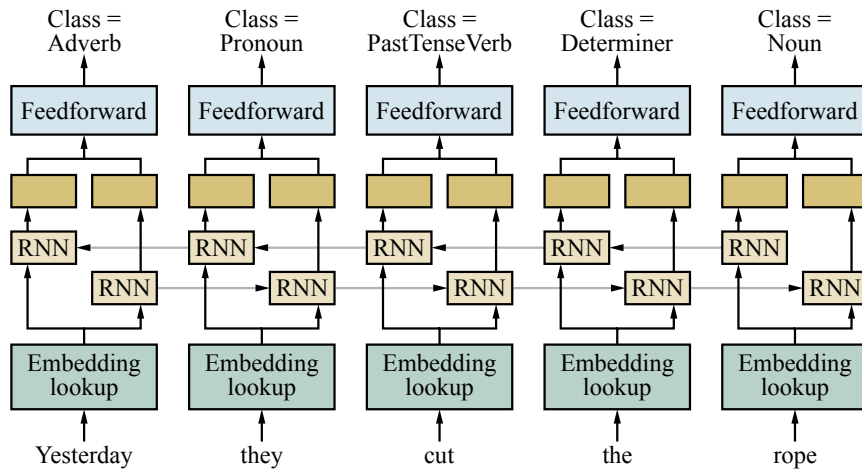 Class = Class = Class = Class = Class =
Adverb Pronoun PastTenseVerb Determiner Noun
Feedforward Feedforward Feedforward Feedforward Feedforward
RNN RNN RNN RNN RNN
RNN RNN RNN RNN RNN
Embedding Embedding Embedding Embedding Embedding
lookup lookup lookup lookup lookup
Yesterday they cut the rope